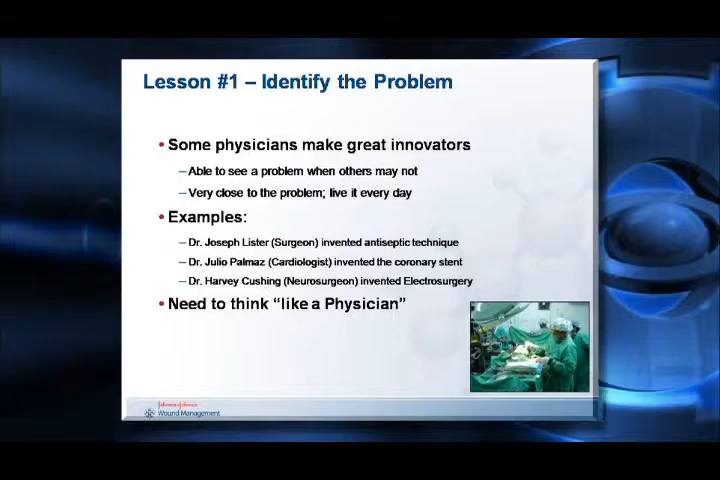 Lesson #1 – Identify the Problem
• Some physicians make great innovators
– Able to see a problem when others may not
– Very close to the problem; live it every day
• Examples:
– Dr. Joseph Lister (Surgeon) invented antiseptic technique
– Dr. Julio Palmaz (Cardiologist) invented the coronary stent
– Dr. Harvey Cushing (Neurosurgeon) invented Electrosurgery
• Need to think “like a Physician”
Johnson & Johnson
Wound Management